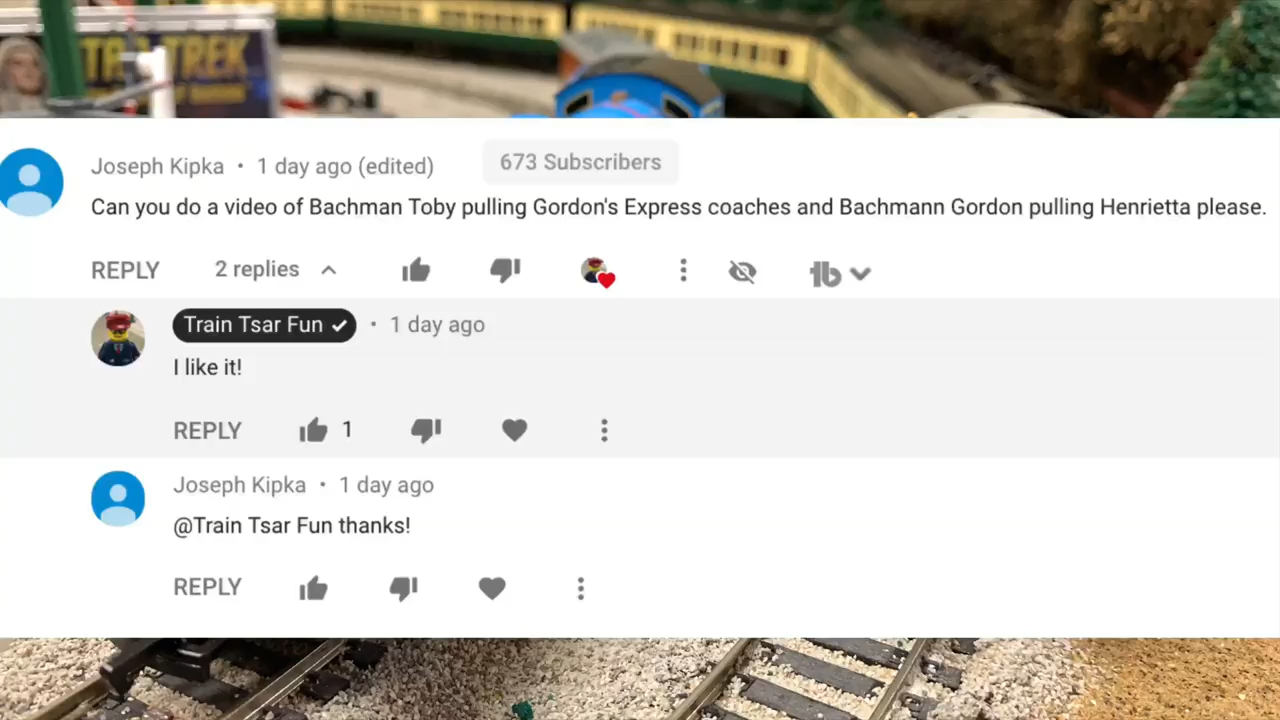 TREK
Joseph Kipka • 1 day ago (edited) 673 Subscribers
Can you do a video of Bachman Toby pulling Gordon's Express coaches and Bachmann Gordon pulling Henrietta please.
REPLY 2 replies
Train Tsar Fun • 1 day ago
I like it!
REPLY 1
Joseph Kipka • 1 day ago
@Train Tsar Fun thanks!
REPLY